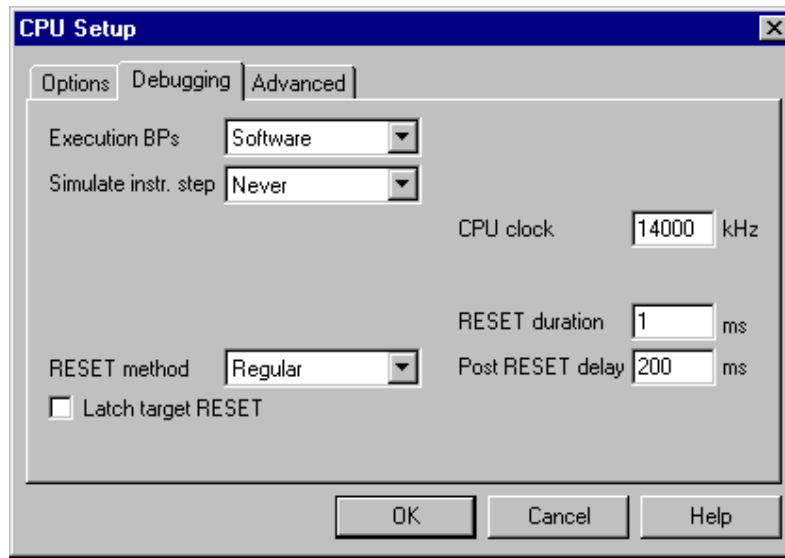 CPU Setup
Options Debugging Advanced
Execution BPs Software
Simulate instr. step Never
CPU clock 14000 kHz
RESET duration 1 ms
RESET method Regular Post RESET delay 200 ms
Latch target RESET
OK Cancel Help